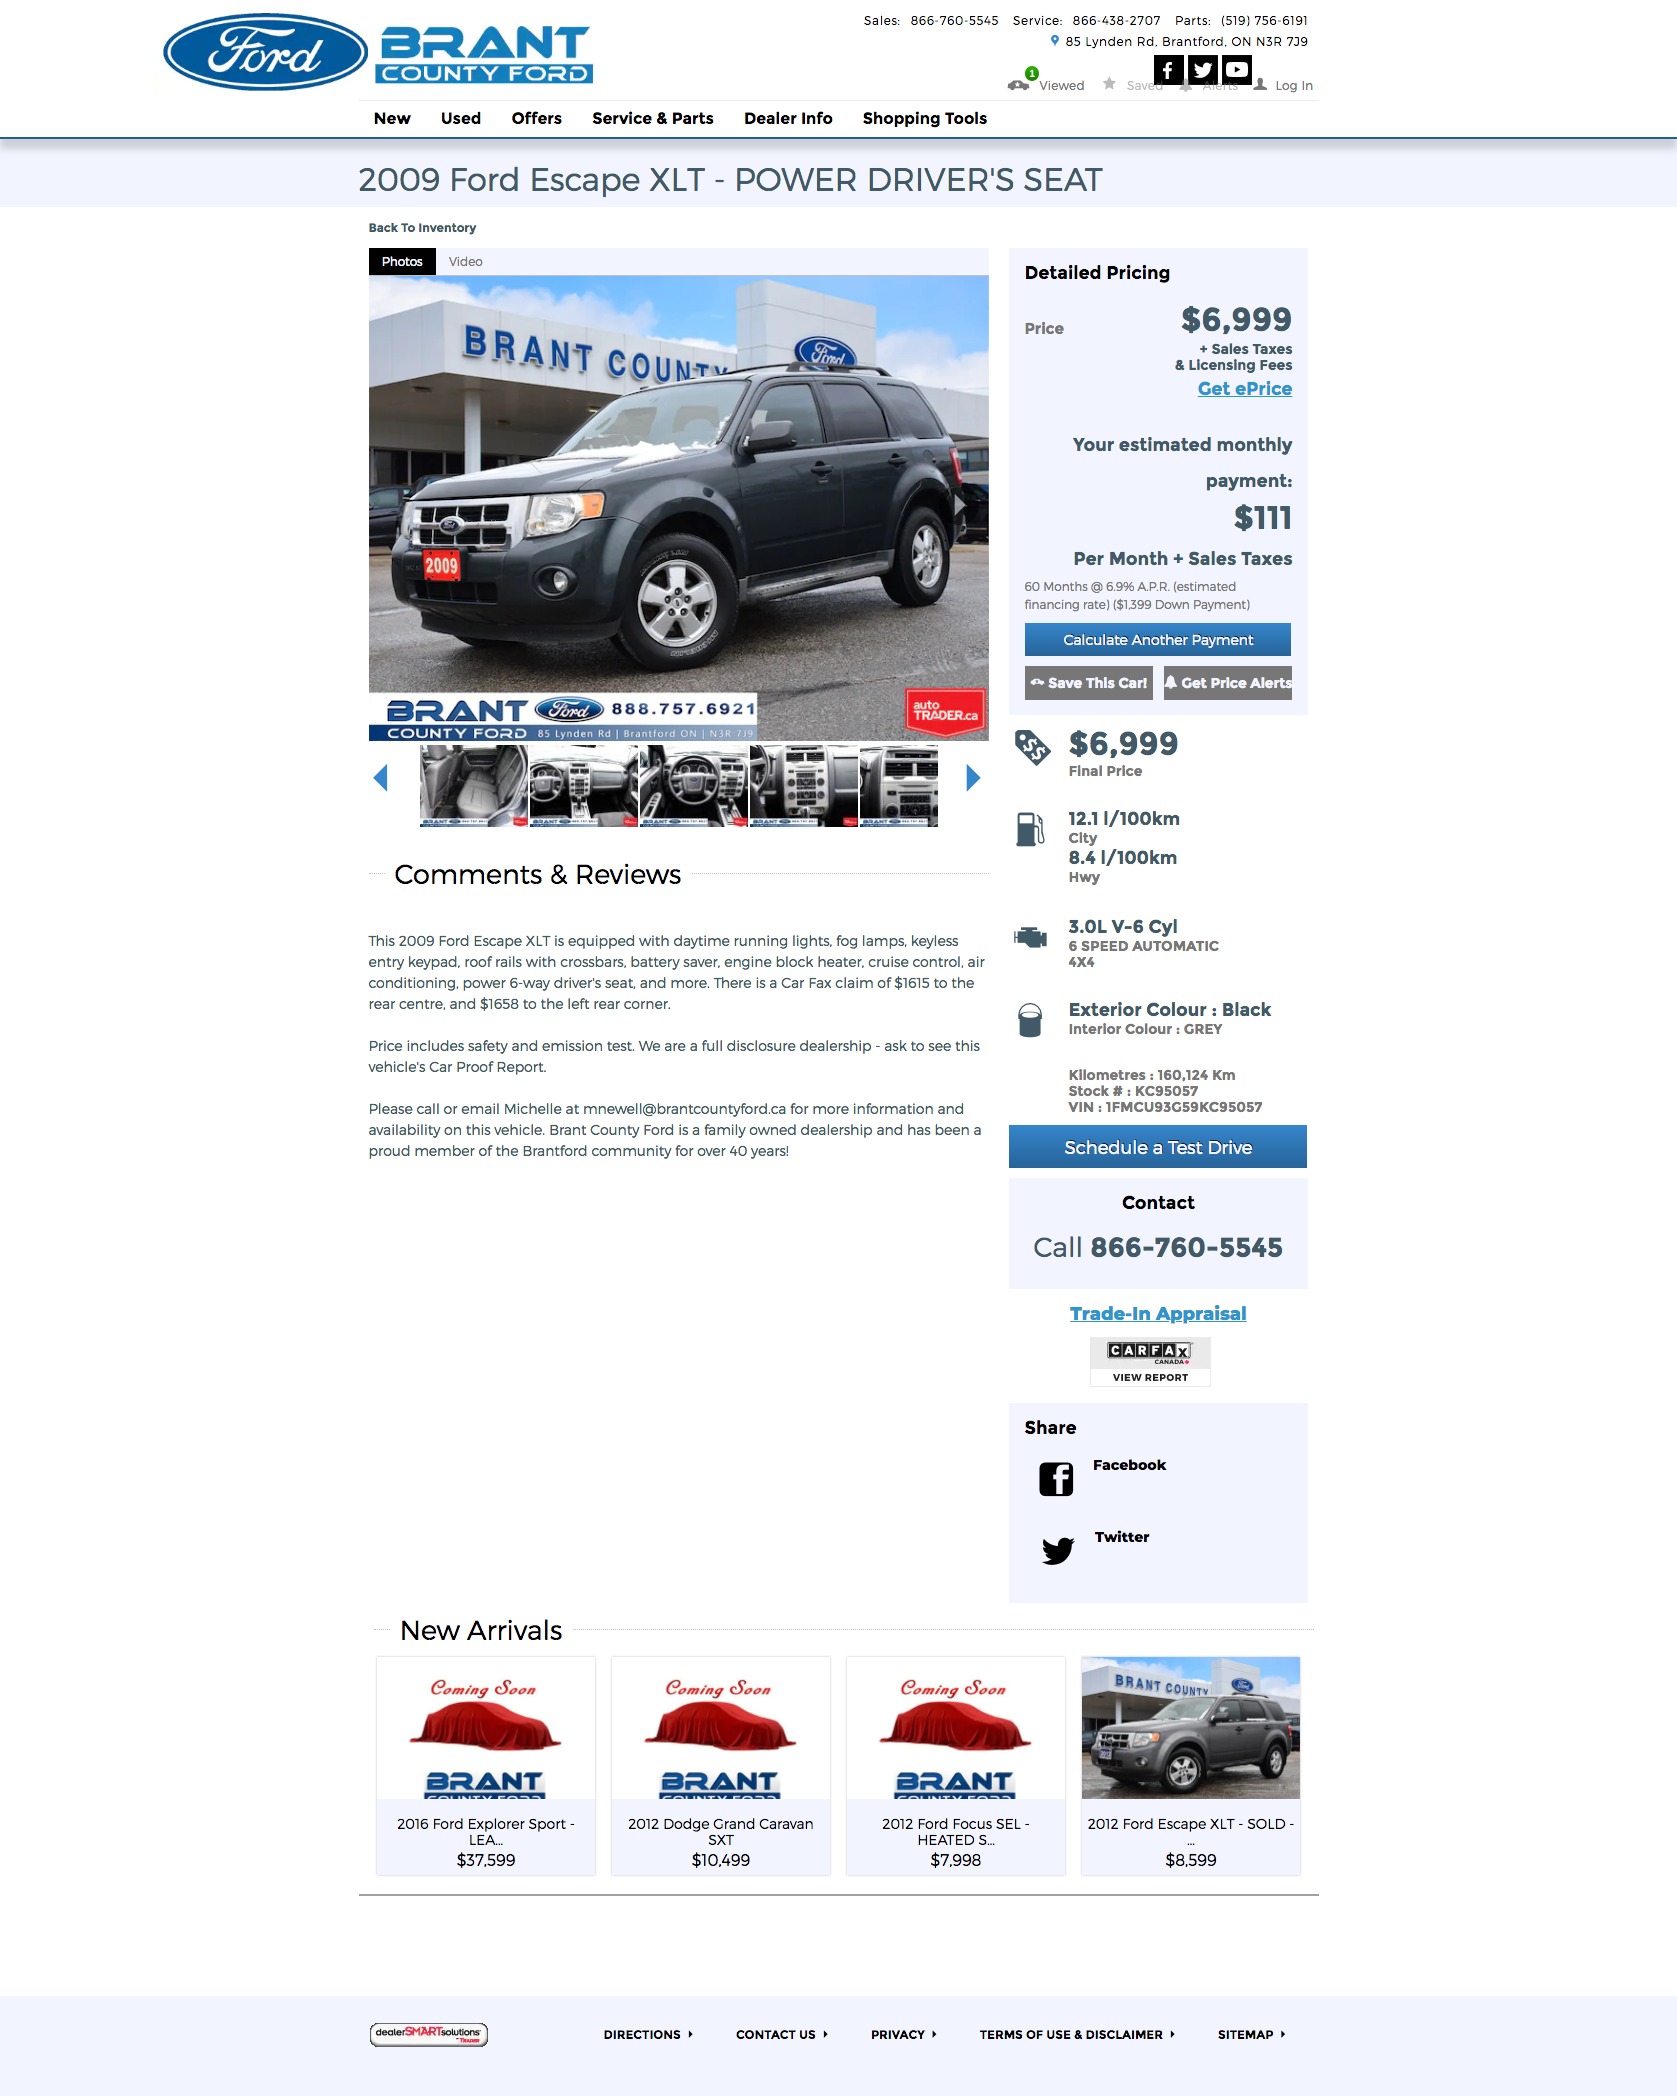 Ford BRANT
COUNTY FORD
Sales: 866-760-5545 Service: 866-438-2707 Parts: (519) 756-6191
85 Lynden Rd, Brantford, ON N3R 7J9
1
Viewed Saved Alerts Log In
New Used Offers Service & Parts Dealer Info Shopping Tools
2009 Ford Escape XLT - POWER DRIVER'S SEAT
Back To Inventory
Photos Video
BRANT COUNTY Ford
2009
BRANT Ford 888.757.6921
COUNTY FORD 85 Lynden Rd | Brantford ON | N3R 7J9
auto
TRADER.ca
Comments & Reviews
This 2009 Ford Escape XLT is equipped with daytime running lights, fog lamps, keyless
entry keypad, roof rails with crossbars, battery saver, engine block heater, cruise control, air
conditioning, power 6-way driver's seat, and more. There is a Car Fax claim of $1615 to the
rear centre, and $1658 to the left rear corner.
Price includes safety and emission test. We are a full disclosure dealership - ask to see this
vehicle's Car Proof Report.
Please call or email Michelle at mnewell@brantcountyford.ca for more information and
availability on this vehicle. Brant County Ford is a family owned dealership and has been a
proud member of the Brantford community for over 40 years!
Detailed Pricing
Price $6,999
+ Sales Taxes
& Licensing Fees
Get ePrice
Your estimated monthly
payment:
$111
Per Month + Sales Taxes
60 Months @ 6.9% A.P.R. (estimated
financing rate) ($1,399 Down Payment)
Calculate Another Payment
Save This Car! Get Price Alerts
$6,999
Final Price
12.1 l/100km
City
8.4 l/100km
Hwy
3.0L V-6 Cyl
6 SPEED AUTOMATIC
4X4
Exterior Colour : Black
Interior Colour : GREY
Kilometres : 160,124 Km
Stock # : KC95057
VIN : 1FMCU93G59KC95057
Schedule a Test Drive
Contact
Call 866-760-5545
Trade-In Appraisal
CARFAX
CANADA
VIEW REPORT
Share
Facebook
Twitter
New Arrivals
Coming Soon
BRANT
COUNTY FORD
2016 Ford Explorer Sport -
LEA...
$37,599
Coming Soon
BRANT
COUNTY FORD
2012 Dodge Grand Caravan
SXT
$10,499
Coming Soon
BRANT
COUNTY FORD
2012 Ford Focus SEL -
HEATED S...
$7,998
BRANT COUNTY
2012 Ford Escape XLT - SOLD -
...
$8,599
dealerSMARTsolutions
TRADER
DIRECTIONS CONTACT US PRIVACY TERMS OF USE & DISCLAIMER SITEMAP